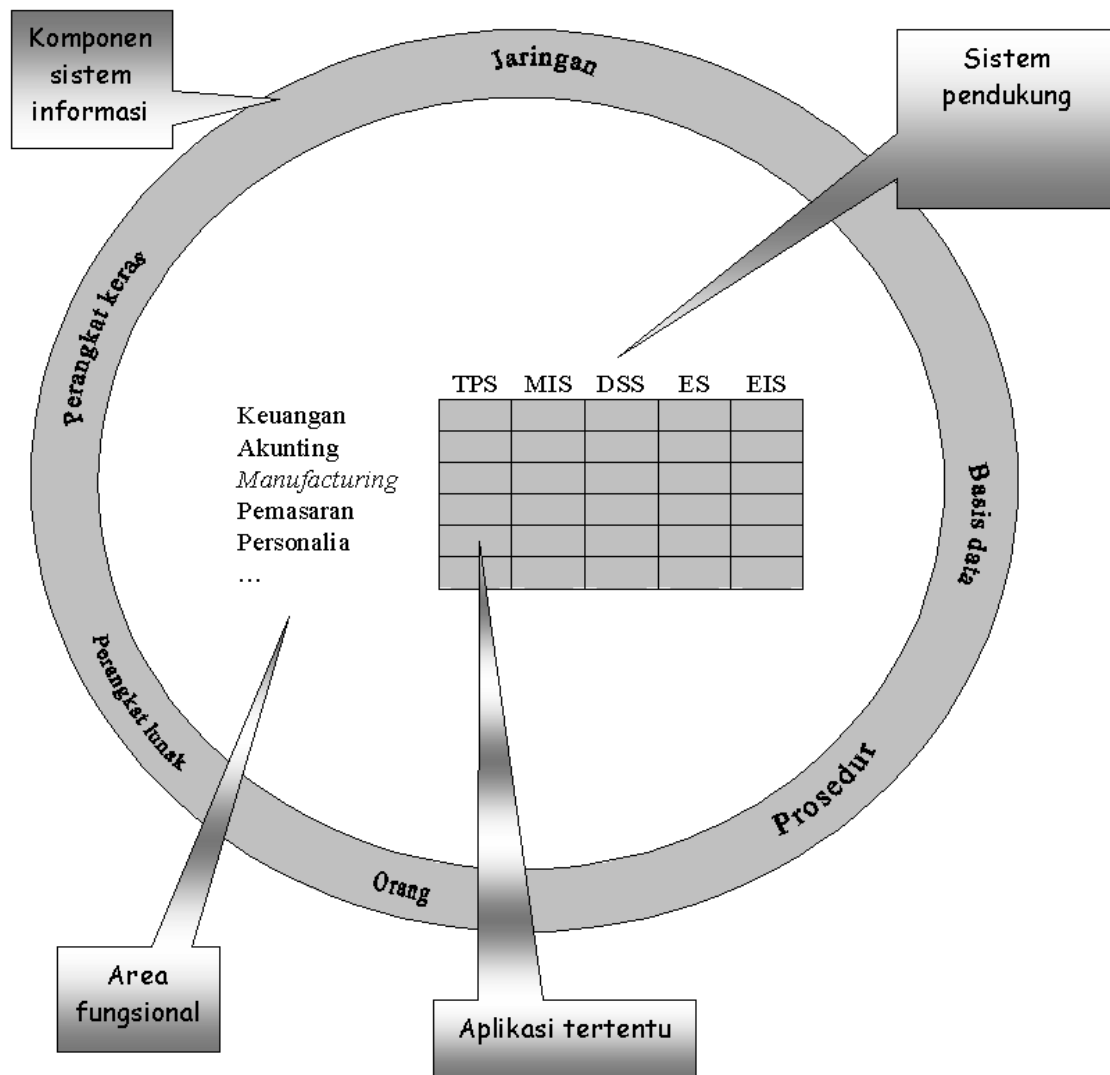 Komponen
sistem
informasi
Jaringan
Sistem
pendukung
Perangkat keras
TPS MIS DSS ES EIS
Keuangan
Akunting
Manufacturing
Pemasaran
Personalia
...
Basis data
Perangkat lunak
Prosedur
Orang
Area
fungsional
Aplikasi tertentu